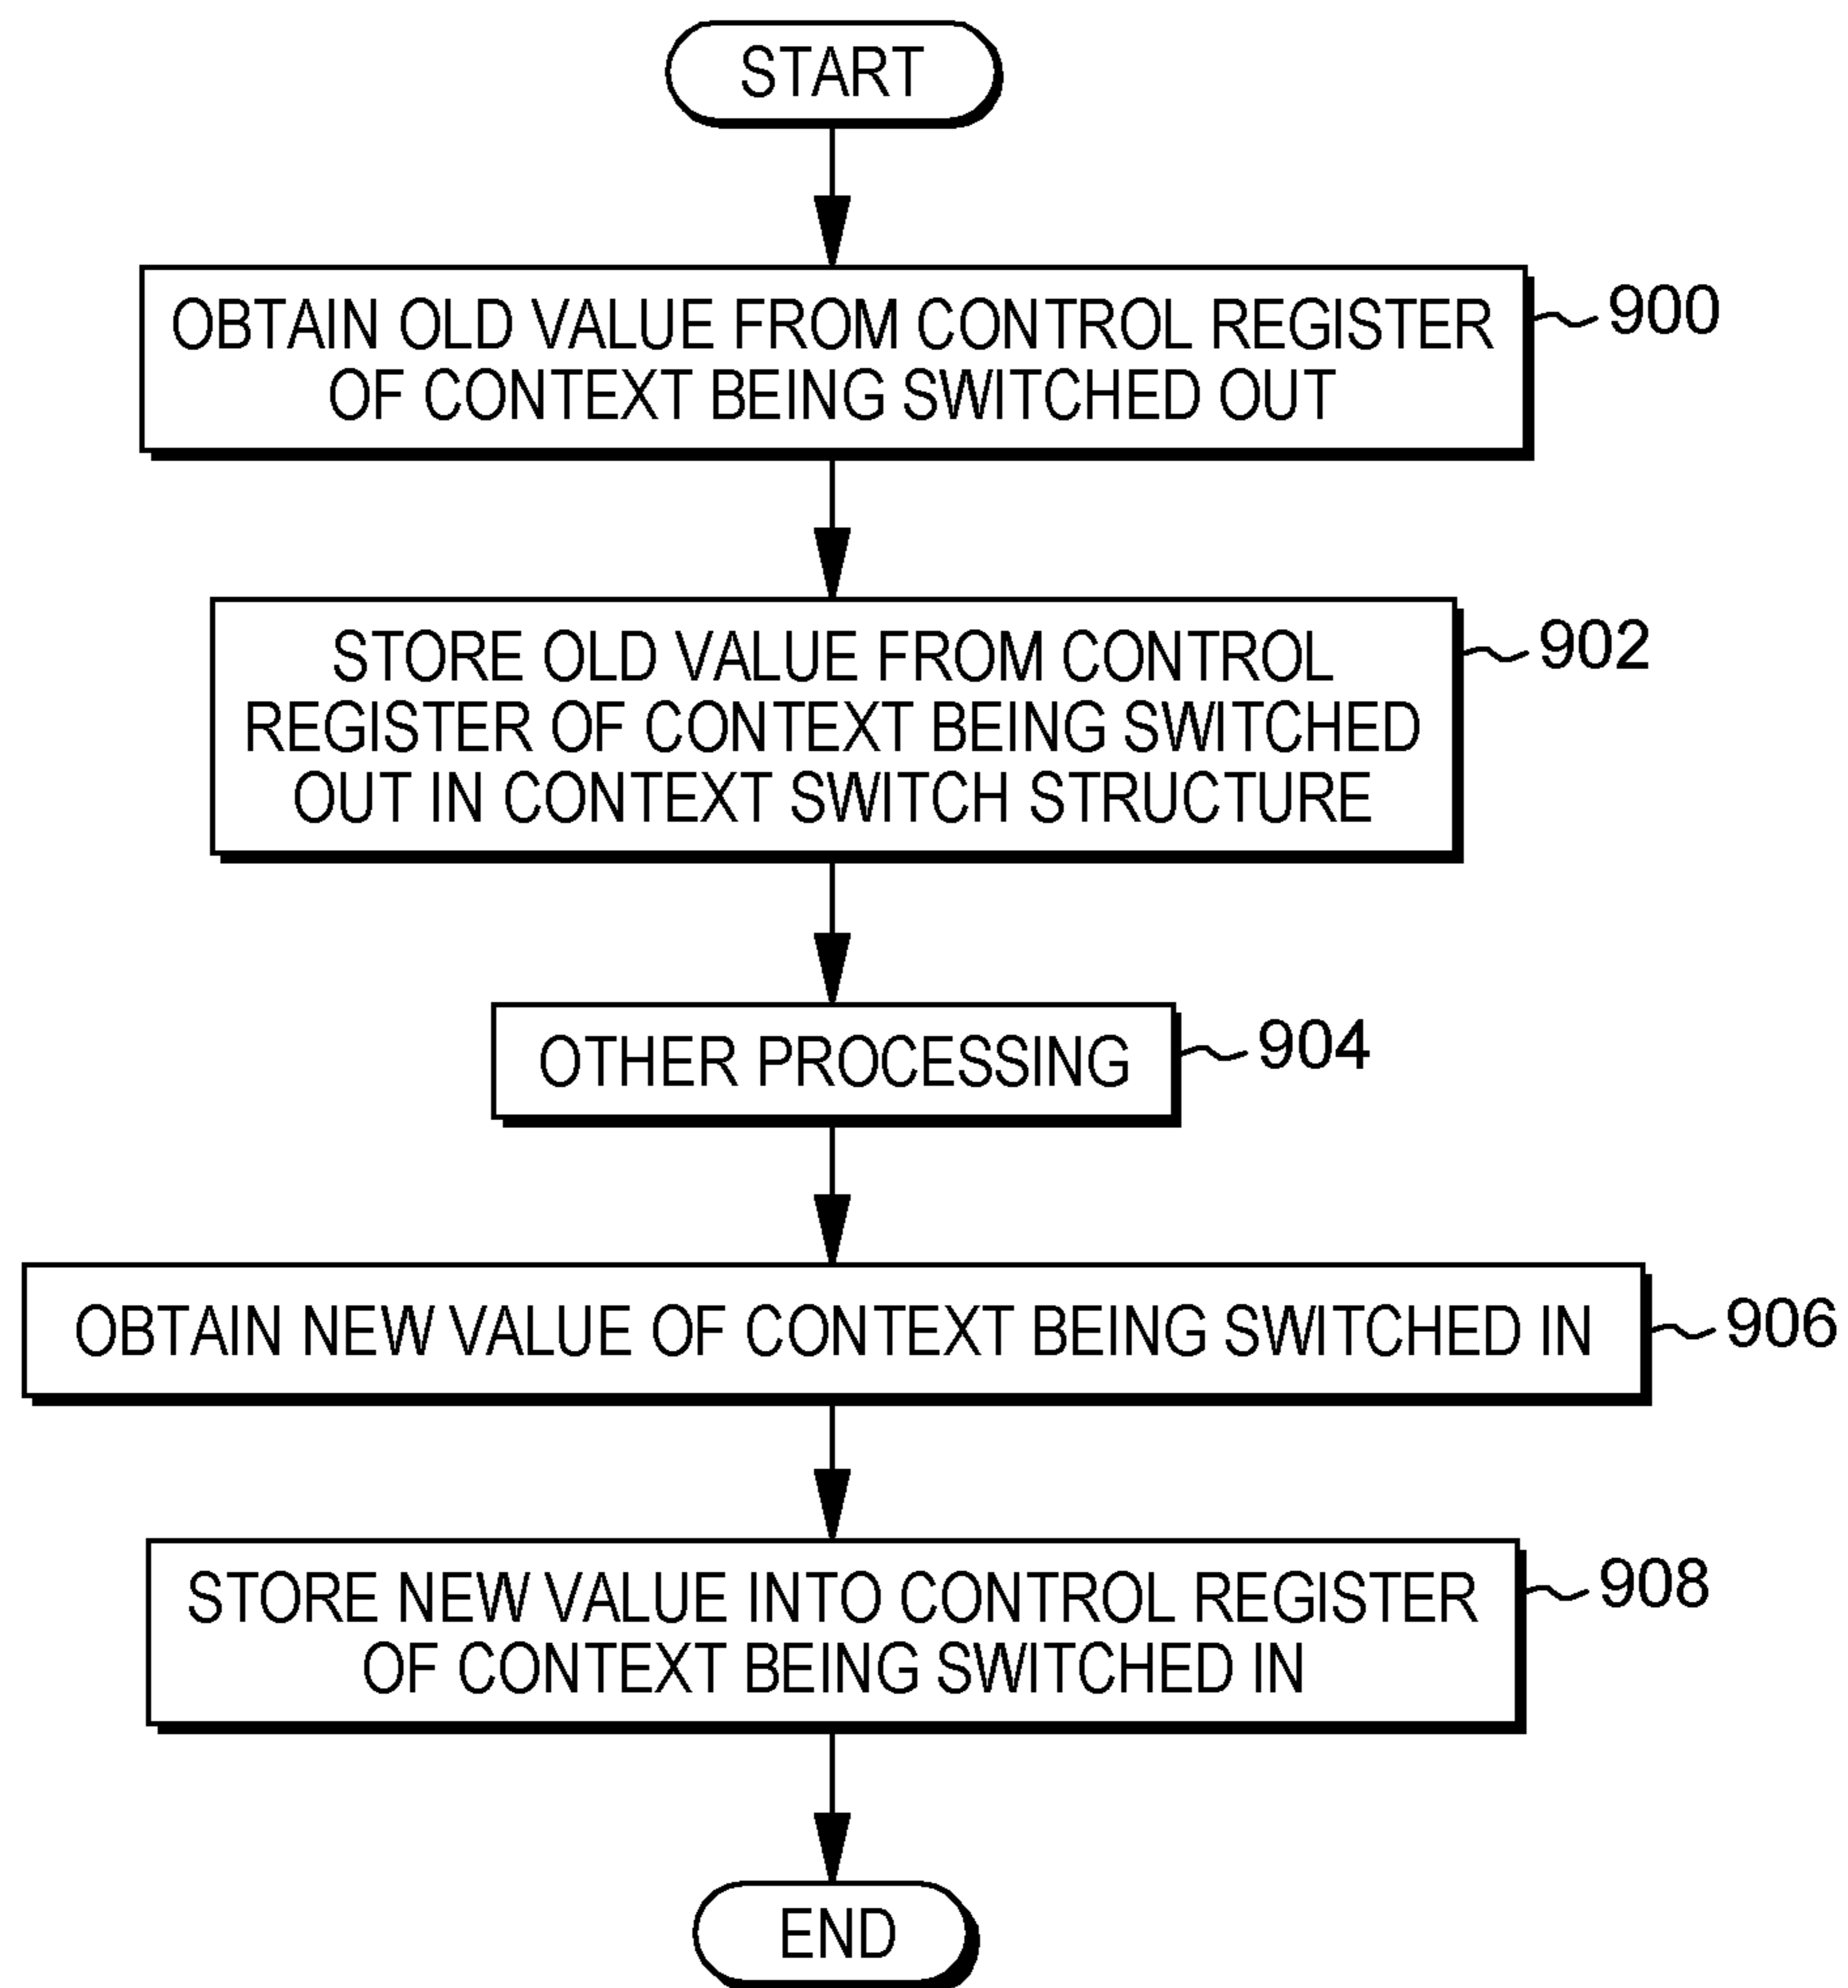 START
OBTAIN OLD VALUE FROM CONTROL REGISTER
OF CONTEXT BEING SWITCHED OUT
900
STORE OLD VALUE FROM CONTROL
REGISTER OF CONTEXT BEING SWITCHED
OUT IN CONTEXT SWITCH STRUCTURE
902
OTHER PROCESSING
904
OBTAIN NEW VALUE OF CONTEXT BEING SWITCHED IN
906
STORE NEW VALUE INTO CONTROL REGISTER
OF CONTEXT BEING SWITCHED IN
908
END